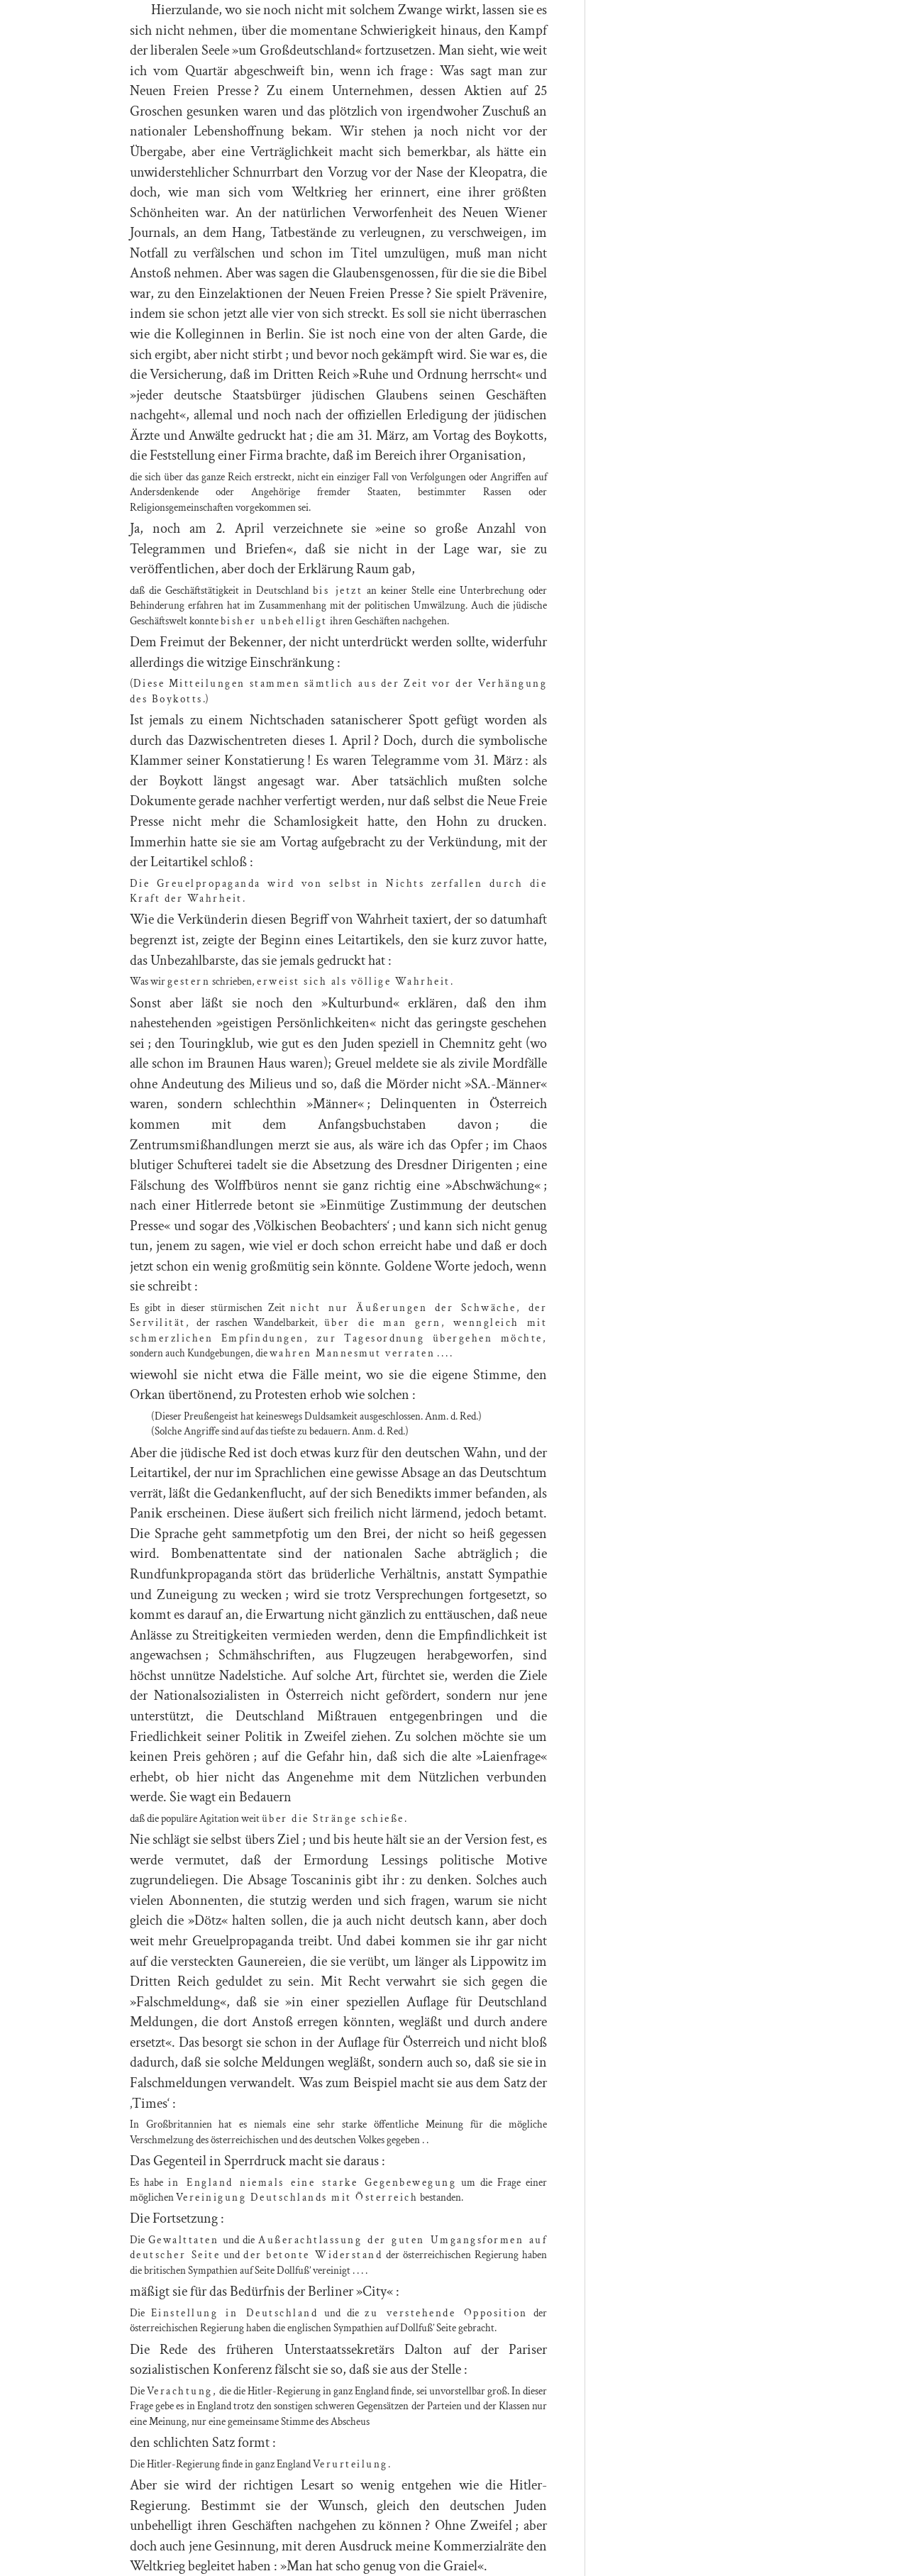 Hierzulande, wo sie noch nicht mit solchem Zwange wirkt, lassen sie es
sich nicht nehmen, über die momentane Schwierigkeit hinaus, den Kampf
der liberalen Seele »um Großdeutschland« fortzusetzen. Man sieht, wie weit
ich vom Quartär abgeschweift bin, wenn ich frage : Was sagt man zur
Neuen Freien Presse ? Zu einem Unternehmen, dessen Aktien auf 25
Groschen gesunken waren und das plötzlich von irgendwoher Zuschuß an
nationaler Lebenshoffnung bekam. Wir stehen ja noch nicht vor der
Übergabe, aber eine Verträglichkeit macht sich bemerkbar, als hätte ein
unwiderstehlicher Schnurrbart den Vorzug vor der Nase der Kleopatra, die
doch, wie man sich vom Weltkrieg her erinnert, eine ihrer größten
Schönheiten war. An der natürlichen Verworfenheit des Neuen Wiener
Journals, an dem Hang, Tatbestände zu verleugnen, zu verschweigen, im
Notfall zu verfälschen und schon im Titel umzulügen, muß man nicht
Anstoß nehmen. Aber was sagen die Glaubensgenossen, für die sie die Bibel
war, zu den Einzelaktionen der Neuen Freien Presse ? Sie spielt Prävenire,
indem sie schon jetzt alle vier von sich streckt. Es soll sie nicht überraschen
wie die Kolleginnen in Berlin. Sie ist noch eine von der alten Garde, die
sich ergibt, aber nicht stirbt ; und bevor noch gekämpft wird. Sie war es, die
die Versicherung, daß im Dritten Reich »Ruhe und Ordnung herrscht« und
»jeder deutsche Staatsbürger jüdischen Glaubens seinen Geschäften
nachgeht«, allemal und noch nach der offiziellen Erledigung der jüdischen
Ärzte und Anwälte gedruckt hat ; die am 31. März, am Vortag des Boykotts,
die Feststellung einer Firma brachte, daß im Bereich ihrer Organisation,
die sich über das ganze Reich erstreckt, nicht ein einziger Fall von Verfolgungen oder Angriffen auf
Andersdenkende oder Angehörige fremder Staaten, bestimmter Rassen oder
Religionsgemeinschaften vorgekommen sei.
Ja, noch am 2. April verzeichnete sie »eine so große Anzahl von
Telegrammen und Briefen«, daß sie nicht in der Lage war, sie zu
veröffentlichen, aber doch der Erklärung Raum gab,
daß die Geschäftstätigkeit in Deutschland bis jetzt an keiner Stelle eine Unterbrechung oder
Behinderung erfahren hat im Zusammenhang mit der politischen Umwälzung. Auch die jüdische
Geschäftswelt konnte bisher unbehelligt ihren Geschäften nachgehen.
Dem Freimut der Bekenner, der nicht unterdrückt werden sollte, widerfuhr
allerdings die witzige Einschränkung :
(Diese Mitteilungen stammen sämtlich aus der Zeit vor der Verhängung
des Boykotts.)
Ist jemals zu einem Nichtschaden satanischerer Spott gefügt worden als
durch das Dazwischentreten dieses 1. April ? Doch, durch die symbolische
Klammer seiner Konstatierung ! Es waren Telegramme vom 31. März : als
der Boykott längst angesagt war. Aber tatsächlich mußten solche
Dokumente gerade nachher verfertigt werden, nur daß selbst die Neue Freie
Presse nicht mehr die Schamlosigkeit hatte, den Hohn zu drucken.
Immerhin hatte sie sie am Vortag aufgebracht zu der Verkündung, mit der
der Leitartikel schloß :
Die Greuelpropaganda wird von selbst in Nichts zerfallen durch die
Kraft der Wahrheit.
Wie die Verkünderin diesen Begriff von Wahrheit taxiert, der so datumhaft
begrenzt ist, zeigte der Beginn eines Leitartikels, den sie kurz zuvor hatte,
das Unbezahlbarste, das sie jemals gedruckt hat :
Was wir gestern schrieben, erweist sich als völlige Wahrheit.
Sonst aber läßt sie noch den »Kulturbund« erklären, daß den ihm
nahestehenden »geistigen Persönlichkeiten« nicht das geringste geschehen
sei ; den Touringklub, wie gut es den Juden speziell in Chemnitz geht (wo
alle schon im Braunen Haus waren); Greuel meldete sie als zivile Mordfälle
ohne Andeutung des Milieus und so, daß die Mörder nicht »SA.-Männer«
waren, sondern schlechthin »Männer« ; Delinquenten in Österreich
kommen mit dem Anfangsbuchstaben davon ; die
Zentrumsmißhandlungen merzt sie aus, als wäre ich das Opfer ; im Chaos
blutiger Schufterei tadelt sie die Absetzung des Dresdner Dirigenten ; eine
Fälschung des Wolffbüros nennt sie ganz richtig eine »Abschwächung« ;
nach einer Hitlerrede betont sie »Einmütige Zustimmung der deutschen
Presse« und sogar des ‚Völkischen Beobachters‘ ; und kann sich nicht genug
tun, jenem zu sagen, wie viel er doch schon erreicht habe und daß er doch
jetzt schon ein wenig großmütig sein könnte. Goldene Worte jedoch, wenn
sie schreibt :
Es gibt in dieser stürmischen Zeit nicht nur Äußerungen der Schwäche, der
Servilität, der raschen Wandelbarkeit, über die man gern, wenngleich mit
schmerzlichen Empfindungen, zur Tagesordnung übergehen möchte,
sondern auch Kundgebungen, die wahren Mannesmut verraten . . . .
wiewohl sie nicht etwa die Fälle meint, wo sie die eigene Stimme, den
Orkan übertönend, zu Protesten erhob wie solchen :
(Dieser Preußengeist hat keineswegs Duldsamkeit ausgeschlossen. Anm. d. Red.)
(Solche Angriffe sind auf das tiefste zu bedauern. Anm. d. Red.)
Aber die jüdische Red ist doch etwas kurz für den deutschen Wahn, und der
Leitartikel, der nur im Sprachlichen eine gewisse Absage an das Deutschtum
verrät, läßt die Gedankenflucht, auf der sich Benedikts immer befanden, als
Panik erscheinen. Diese äußert sich freilich nicht lärmend, jedoch betamt.
Die Sprache geht sammetpfotig um den Brei, der nicht so heiß gegessen
wird. Bombenattentate sind der nationalen Sache abträglich ; die
Rundfunkpropaganda stört das brüderliche Verhältnis, anstatt Sympathie
und Zuneigung zu wecken ; wird sie trotz Versprechungen fortgesetzt, so
kommt es darauf an, die Erwartung nicht gänzlich zu enttäuschen, daß neue
Anlässe zu Streitigkeiten vermieden werden, denn die Empfindlichkeit ist
angewachsen ; Schmähschriften, aus Flugzeugen herabgeworfen, sind
höchst unnütze Nadelstiche. Auf solche Art, fürchtet sie, werden die Ziele
der Nationalsozialisten in Österreich nicht gefördert, sondern nur jene
unterstützt, die Deutschland Mißtrauen entgegenbringen und die
Friedlichkeit seiner Politik in Zweifel ziehen. Zu solchen möchte sie um
keinen Preis gehören ; auf die Gefahr hin, daß sich die alte »Laienfrage«
erhebt, ob hier nicht das Angenehme mit dem Nützlichen verbunden
werde. Sie wagt ein Bedauern
daß die populäre Agitation weit über die Stränge schieße.
Nie schlägt sie selbst übers Ziel ; und bis heute hält sie an der Version fest, es
werde vermutet, daß der Ermordung Lessings politische Motive
zugrundeliegen. Die Absage Toscaninis gibt ihr : zu denken. Solches auch
vielen Abonnenten, die stutzig werden und sich fragen, warum sie nicht
gleich die »Dötz« halten sollen, die ja auch nicht deutsch kann, aber doch
weit mehr Greuelpropaganda treibt. Und dabei kommen sie ihr gar nicht
auf die versteckten Gaunereien, die sie verübt, um länger als Lippowitz im
Dritten Reich geduldet zu sein. Mit Recht verwahrt sie sich gegen die
»Falschmeldung«, daß sie »in einer speziellen Auflage für Deutschland
Meldungen, die dort Anstoß erregen könnten, wegläßt und durch andere
ersetzt«. Das besorgt sie schon in der Auflage für Österreich und nicht bloß
dadurch, daß sie solche Meldungen wegläßt, sondern auch so, daß sie sie in
Falschmeldungen verwandelt. Was zum Beispiel macht sie aus dem Satz der
‚Times‘ :
In Großbritannien hat es niemals eine sehr starke öffentliche Meinung für die mögliche
Verschmelzung des österreichischen und des deutschen Volkes gegeben . .
Das Gegenteil in Sperrdruck macht sie daraus :
Es habe in England niemals eine starke Gegenbewegung um die Frage einer
möglichen Vereinigung Deutschlands mit Österreich bestanden.
Die Fortsetzung :
Die Gewalttaten und die Außerachtlassung der guten Umgangsformen auf
deutscher Seite und der betonte Widerstand der österreichischen Regierung haben
die britischen Sympathien auf Seite Dollfuß’ vereinigt . . . .
mäßigt sie für das Bedürfnis der Berliner »City« :
Die Einstellung in Deutschland und die zu verstehende Opposition der
österreichischen Regierung haben die englischen Sympathien auf Dollfuß’ Seite gebracht.
Die Rede des früheren Unterstaatssekretärs Dalton auf der Pariser
sozialistischen Konferenz fälscht sie so, daß sie aus der Stelle :
Die Verachtung, die die Hitler-Regierung in ganz England finde, sei unvorstellbar groß. In dieser
Frage gebe es in England trotz den sonstigen schweren Gegensätzen der Parteien und der Klassen nur
eine Meinung, nur eine gemeinsame Stimme des Abscheus
den schlichten Satz formt :
Die Hitler-Regierung finde in ganz England Verurteilung.
Aber sie wird der richtigen Lesart so wenig entgehen wie die Hitler-
Regierung. Bestimmt sie der Wunsch, gleich den deutschen Juden
unbehelligt ihren Geschäften nachgehen zu können ? Ohne Zweifel ; aber
doch auch jene Gesinnung, mit deren Ausdruck meine Kommerzialräte den
Weltkrieg begleitet haben : »Man hat scho genug von die Graiel«.